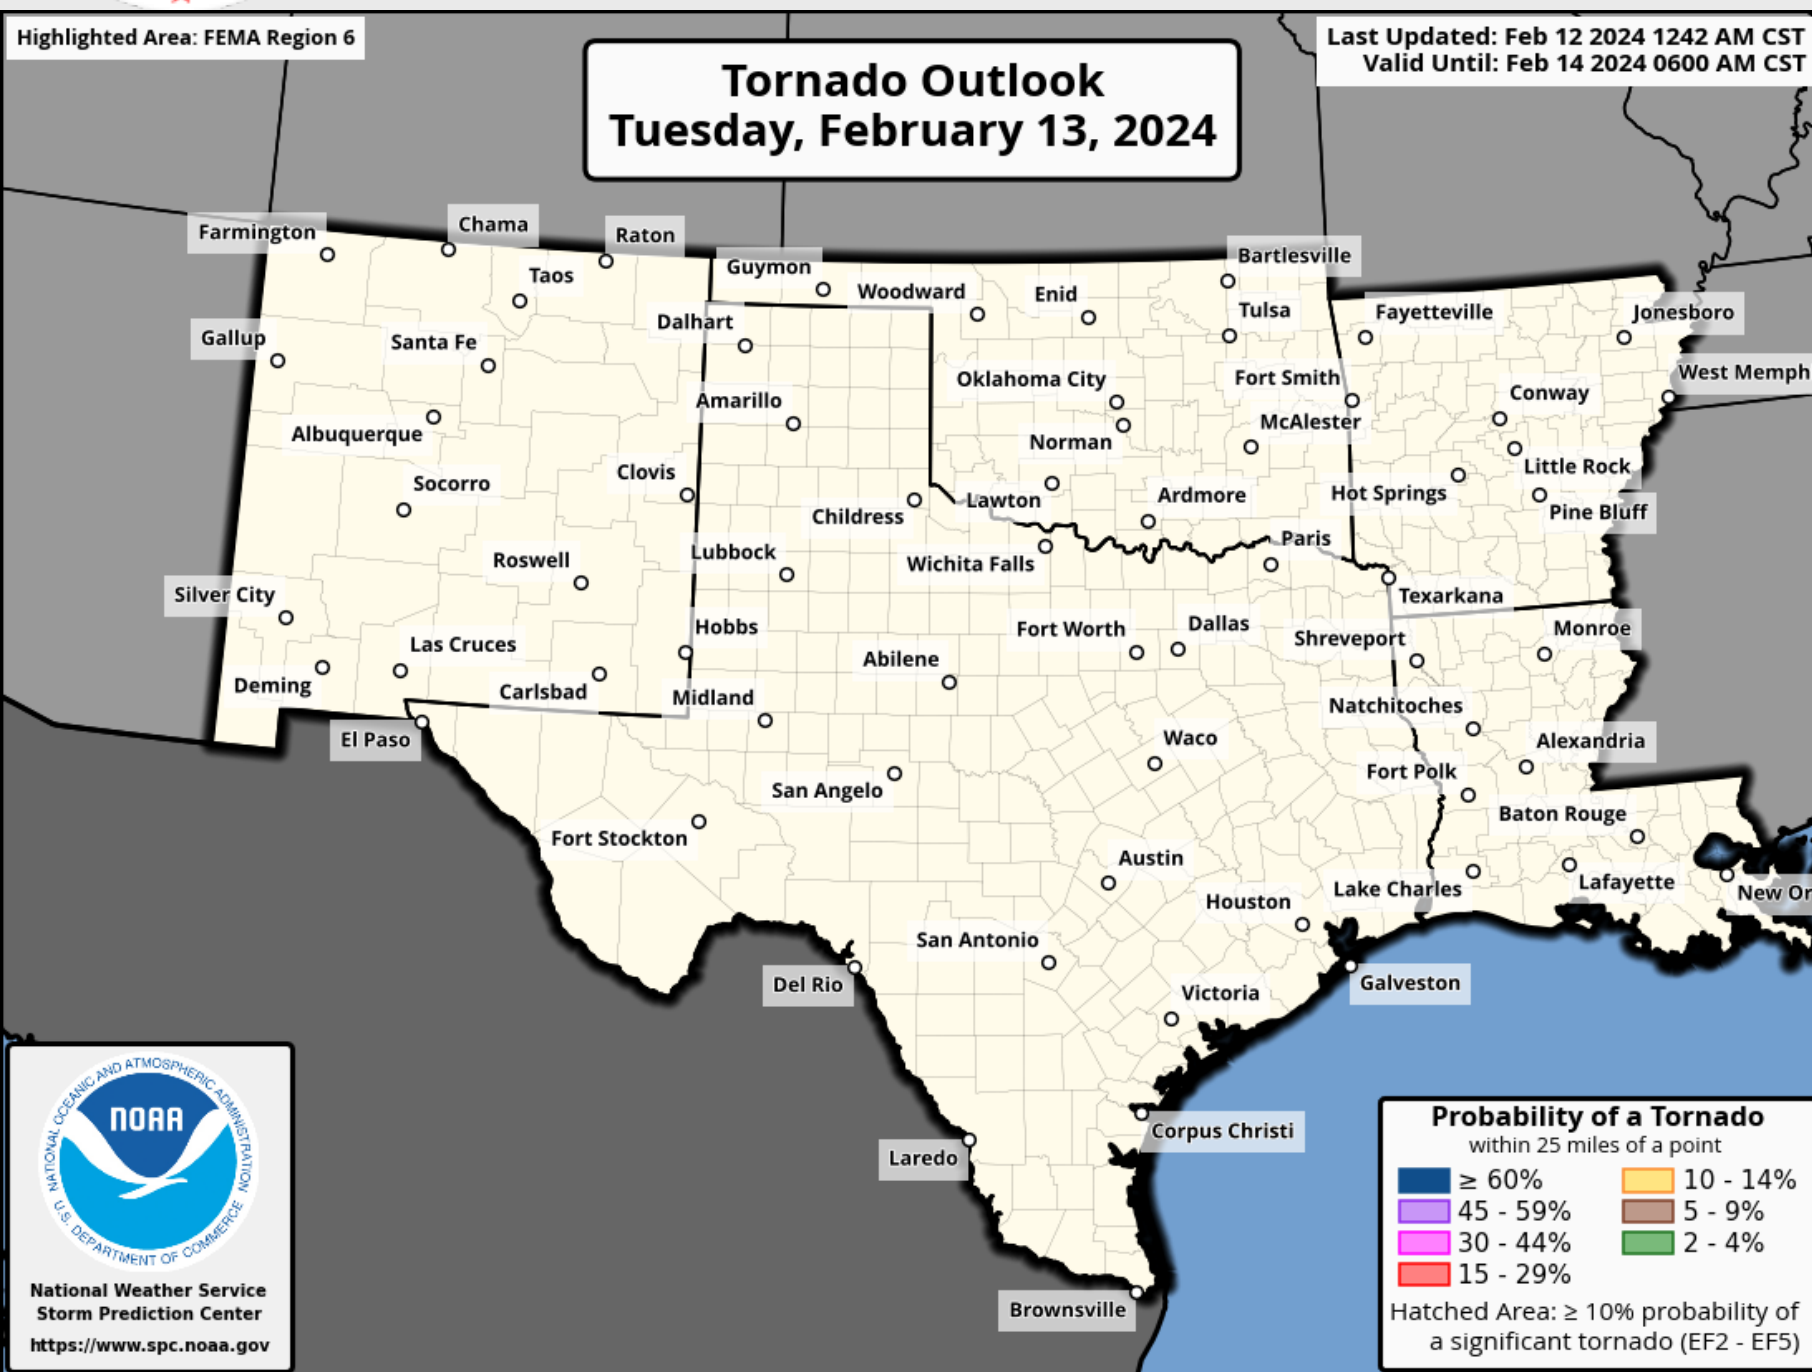 Highlighted Area: FEMA Region 6
Tornado Outlook
Tuesday, February 13, 2024
Last Updated: Feb 12 2024 1242 AM CST
Valid Until: Feb 14 2024 0600 AM CST
Farmington
Chama
Raton
Taos
Guymon
Woodward
Enid
Bartlesville
Tulsa
Fayetteville
Jonesboro
Gallup
Santa Fe
Dalhart
Oklahoma City
Fort Smith
West Memph
Conway
Amarillo
Albuquerque
Norman
McAlester
Clovis
Socorro
Little Rock
Lawton
Ardmore
Hot Springs
Childress
Pine Bluff
Paris
Lubbock
Roswell
Wichita Falls
Silver City
Texarkana
Hobbs
Fort Worth
Dallas
Shreveport
Monroe
Las Cruces
Abilene
Deming
Carlsbad
Midland
Natchitoches
El Paso
Waco
Alexandria
Fort Polk
San Angelo
Baton Rouge
Fort Stockton
Austin
Lake Charles
Lafayette
New Or
Houston
San Antonio
Del Rio
Galveston
Victoria
Corpus Christi
Laredo
Brownsville
NATIONAL OCEANIC AND ATMOSPHERIC ADMINISTRATION
NOAA
U.S. DEPARTMENT OF COMMERCE
National Weather Service
Storm Prediction Center
https://www.spc.noaa.gov
Probability of a Tornado
within 25 miles of a point
≥ 60%
45 - 59%
30 - 44%
15 - 29%
10 - 14%
5 - 9%
2 - 4%
Hatched Area: ≥ 10% probability of
a significant tornado (EF2 - EF5)